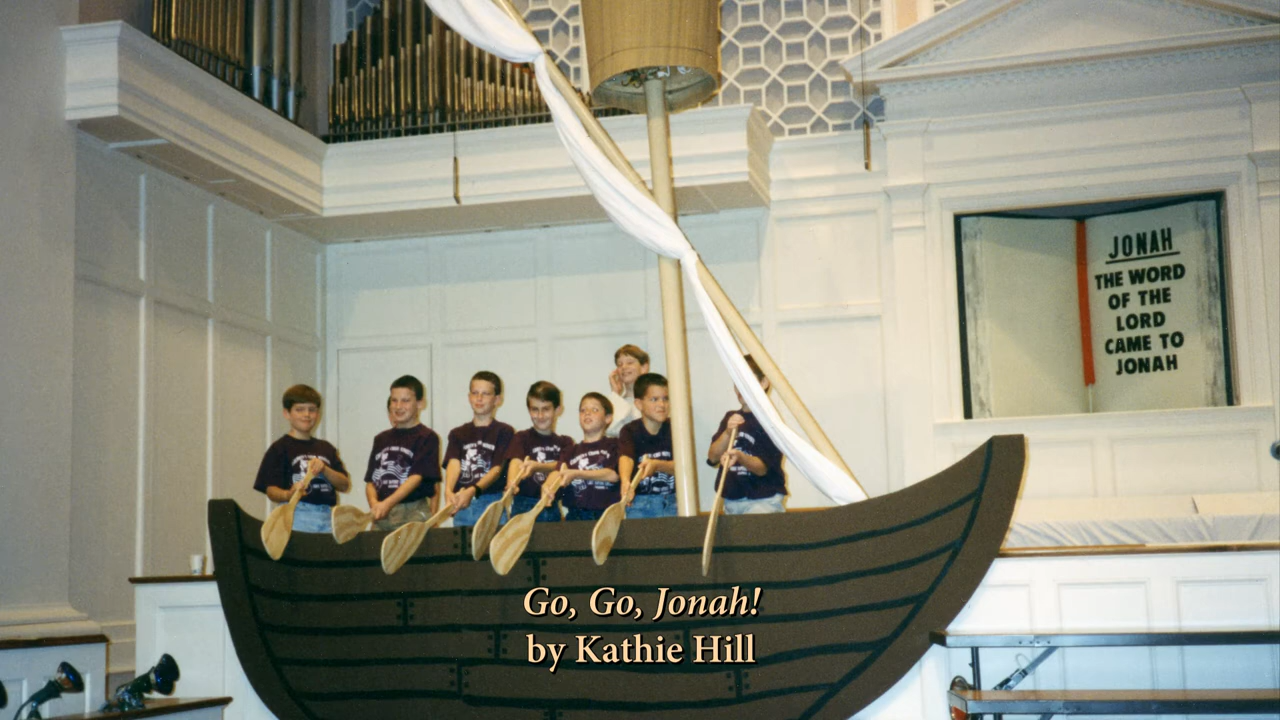 JONAH
THE WORD
OF THE
LORD
CAME TO
JONAH
Go, Go, Jonah!
by Kathie Hill